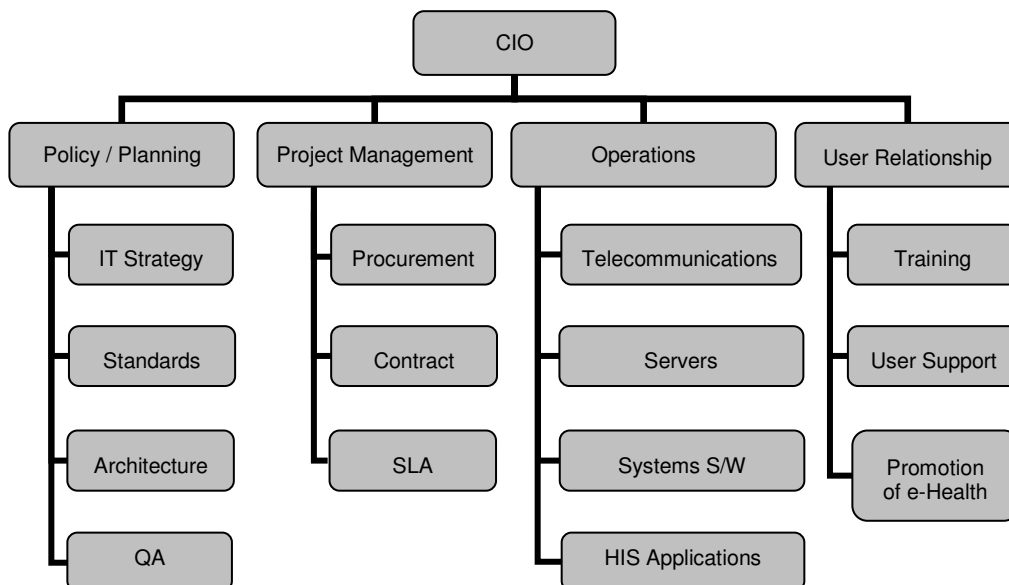 CIO
Policy / Planning
Project Management
Operations
User Relationship
IT Strategy
Procurement
Telecommunications
Training
Standards
Contract
Servers
User Support
Architecture
SLA
Systems S/W
Promotion
of e-Health
QA
HIS Applications